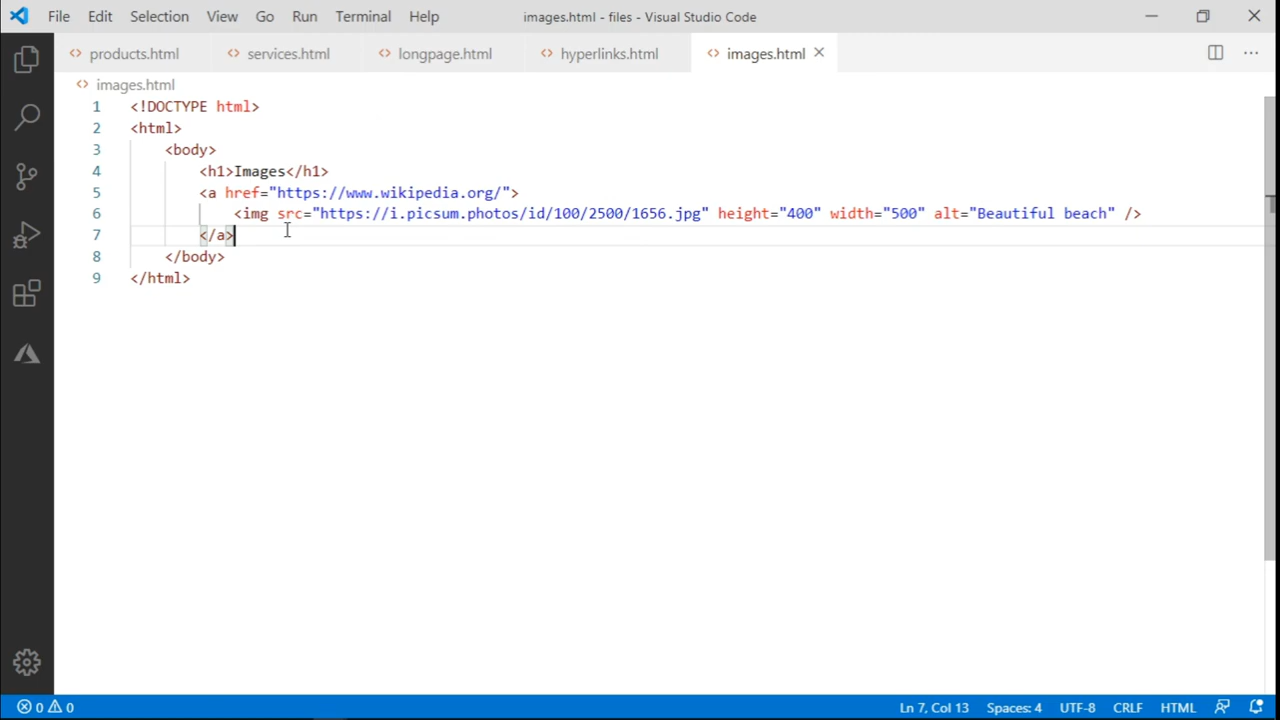 File Edit Selection View Go Run Terminal Help images.html - files - Visual Studio Code
products.html services.html longpage.html hyperlinks.html images.html
images.html
1 <!DOCTYPE html>
2 <html>
3 <body>
4 <h1>Images</h1>
5 <a href="https://www.wikipedia.org/">
6 <img src="https://i.picsum.photos/id/100/2500/1656.jpg" height="400" width="500" alt="Beautiful beach" />
7 </a>
8 </body>
9 </html>
0 0 Ln 7, Col 13 Spaces: 4 UTF-8 CRLF HTML